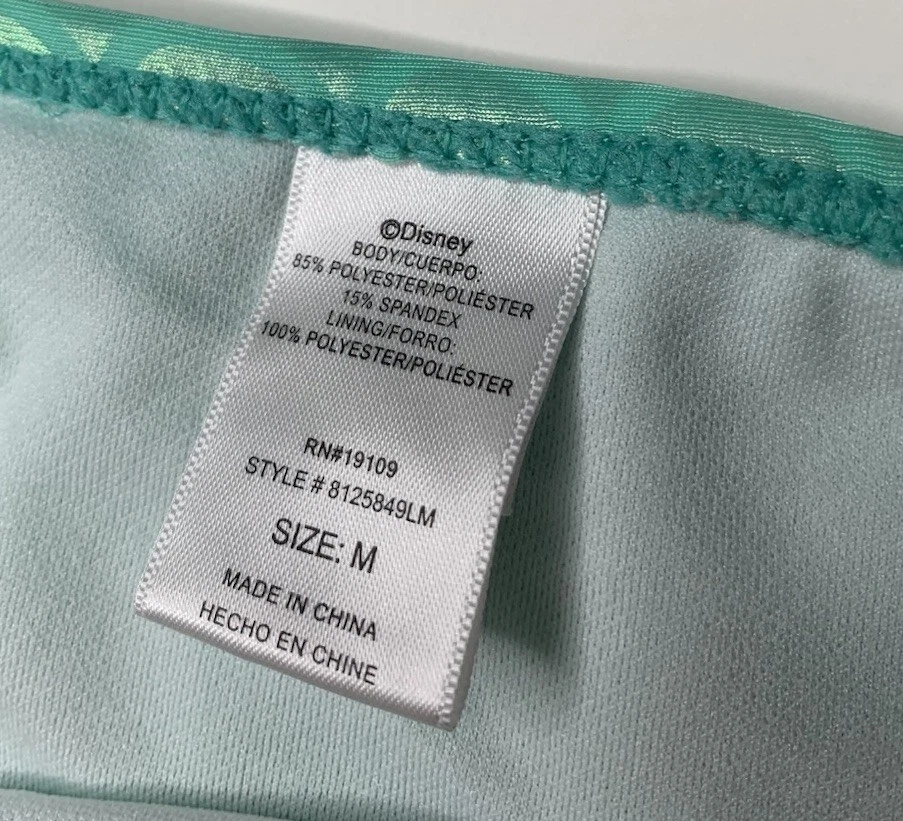 ©Disney
BODY/CUERPO:
85% POLYESTER/POLIÉSTER
15% SPANDEX
LINING/FORRO:
100% POLYESTER/POLIÉSTER
RN#19109
STYLE # 8125849LM
SIZE: M
MADE IN CHINA
HECHO EN CHINE